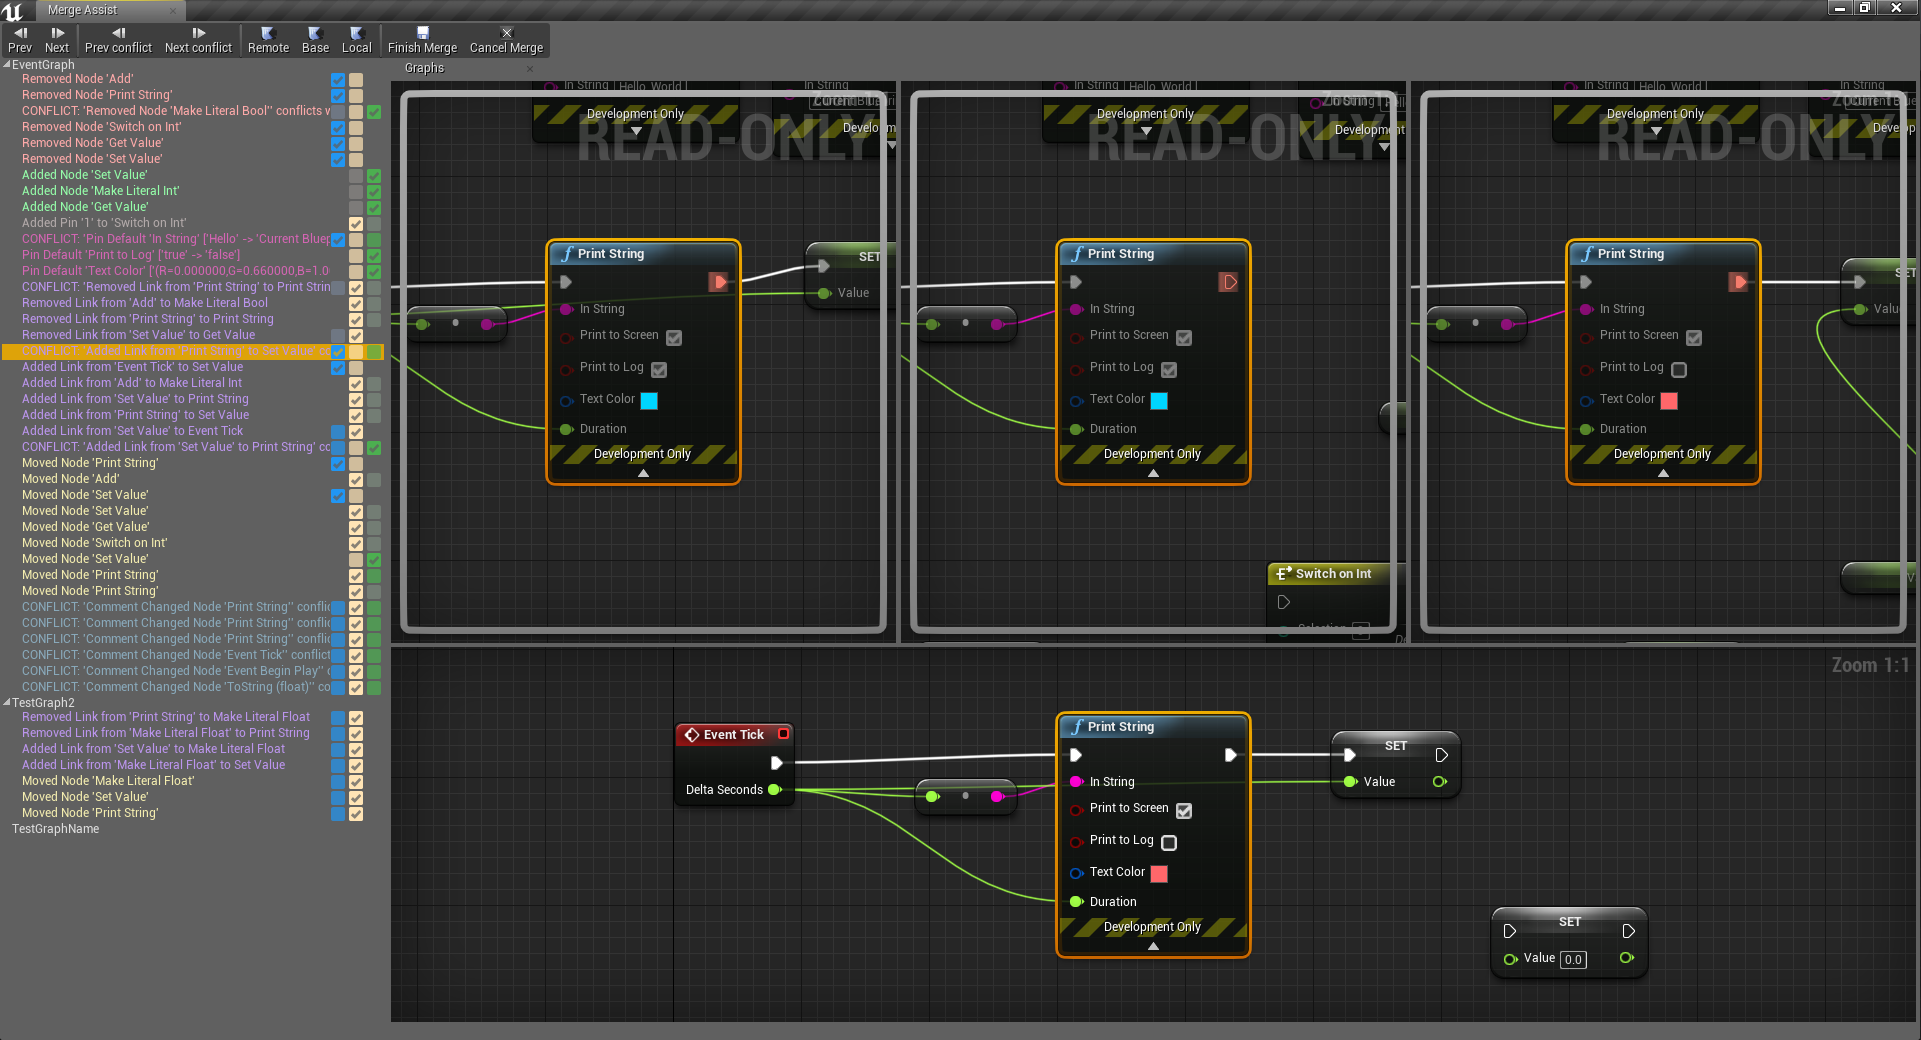 Merge Assist
Prev
Next
Prev conflict
Next conflict
Remote
Base
Local
Finish Merge
Cancel Merge
EventGraph
Removed Node 'Add'
Removed Node 'Print String'
CONFLICT: 'Removed Node 'Make Literal Bool'' conflicts w
Removed Node 'Switch on Int'
Removed Node 'Get Value'
Removed Node 'Set Value'
Added Node 'Set Value'
Added Node 'Make Literal Int'
Added Node 'Get Value'
Added Pin '1' to 'Switch on Int'
CONFLICT: 'Pin Default 'In String' ['Hello' -> 'Current Bluep
Pin Default 'Print to Log' ['true' -> 'false']
Pin Default 'Text Color' ['(R=0.000000,G=0.660000,B=1.0
CONFLICT: 'Removed Link from 'Print String' to Print Strin
Removed Link from 'Add' to Make Literal Bool
Removed Link from 'Print String' to Print String
Removed Link from 'Set Value' to Get Value
CONFLICT: 'Added Link from 'Print String' to Set Value' co
Added Link from 'Event Tick' to Set Value
Added Link from 'Add' to Make Literal Int
Added Link from 'Set Value' to Print String
Added Link from 'Print String' to Set Value
Added Link from 'Set Value' to Event Tick
CONFLICT: 'Added Link from 'Set Value' to Print String' co
Moved Node 'Print String'
Moved Node 'Add'
Moved Node 'Set Value'
Moved Node 'Set Value'
Moved Node 'Get Value'
Moved Node 'Switch on Int'
Moved Node 'Set Value'
Moved Node 'Print String'
Moved Node 'Print String'
CONFLICT: 'Comment Changed Node 'Print String'' conflic
CONFLICT: 'Comment Changed Node 'Print String'' conflic
CONFLICT: 'Comment Changed Node 'Print String'' conflic
CONFLICT: 'Comment Changed Node 'Event Tick'' conflict
CONFLICT: 'Comment Changed Node 'Event Begin Play'' c
CONFLICT: 'Comment Changed Node 'ToString (float)'' co
TestGraph2
Removed Link from 'Print String' to Make Literal Float
Removed Link from 'Make Literal Float' to Print String
Added Link from 'Set Value' to Make Literal Float
Added Link from 'Make Literal Float' to Set Value
Moved Node 'Make Literal Float'
Moved Node 'Set Value'
Moved Node 'Print String'
TestGraphName
Graphs
In String Hello World
In String
Development Only
Developm
READ-ONLY
Print String
SET
In String
Value
Print to Screen
Print to Log
Text Color
Duration
Development Only
In String Hello World
Development Only
Development
READ-ONLY
Print String
In String
Print to Screen
Print to Log
Text Color
Duration
Development Only
Switch on Int
In String Hello World
In String
Development Only
Develop
READ-ONLY
Print String
SET
In String
Value
Print to Screen
Print to Log
Text Color
Duration
Development Only
Zoom 1:1
Event Tick
Delta Seconds
Print String
In String
Print to Screen
Print to Log
Text Color
Duration
Development Only
SET
Value
SET
Value 0.0